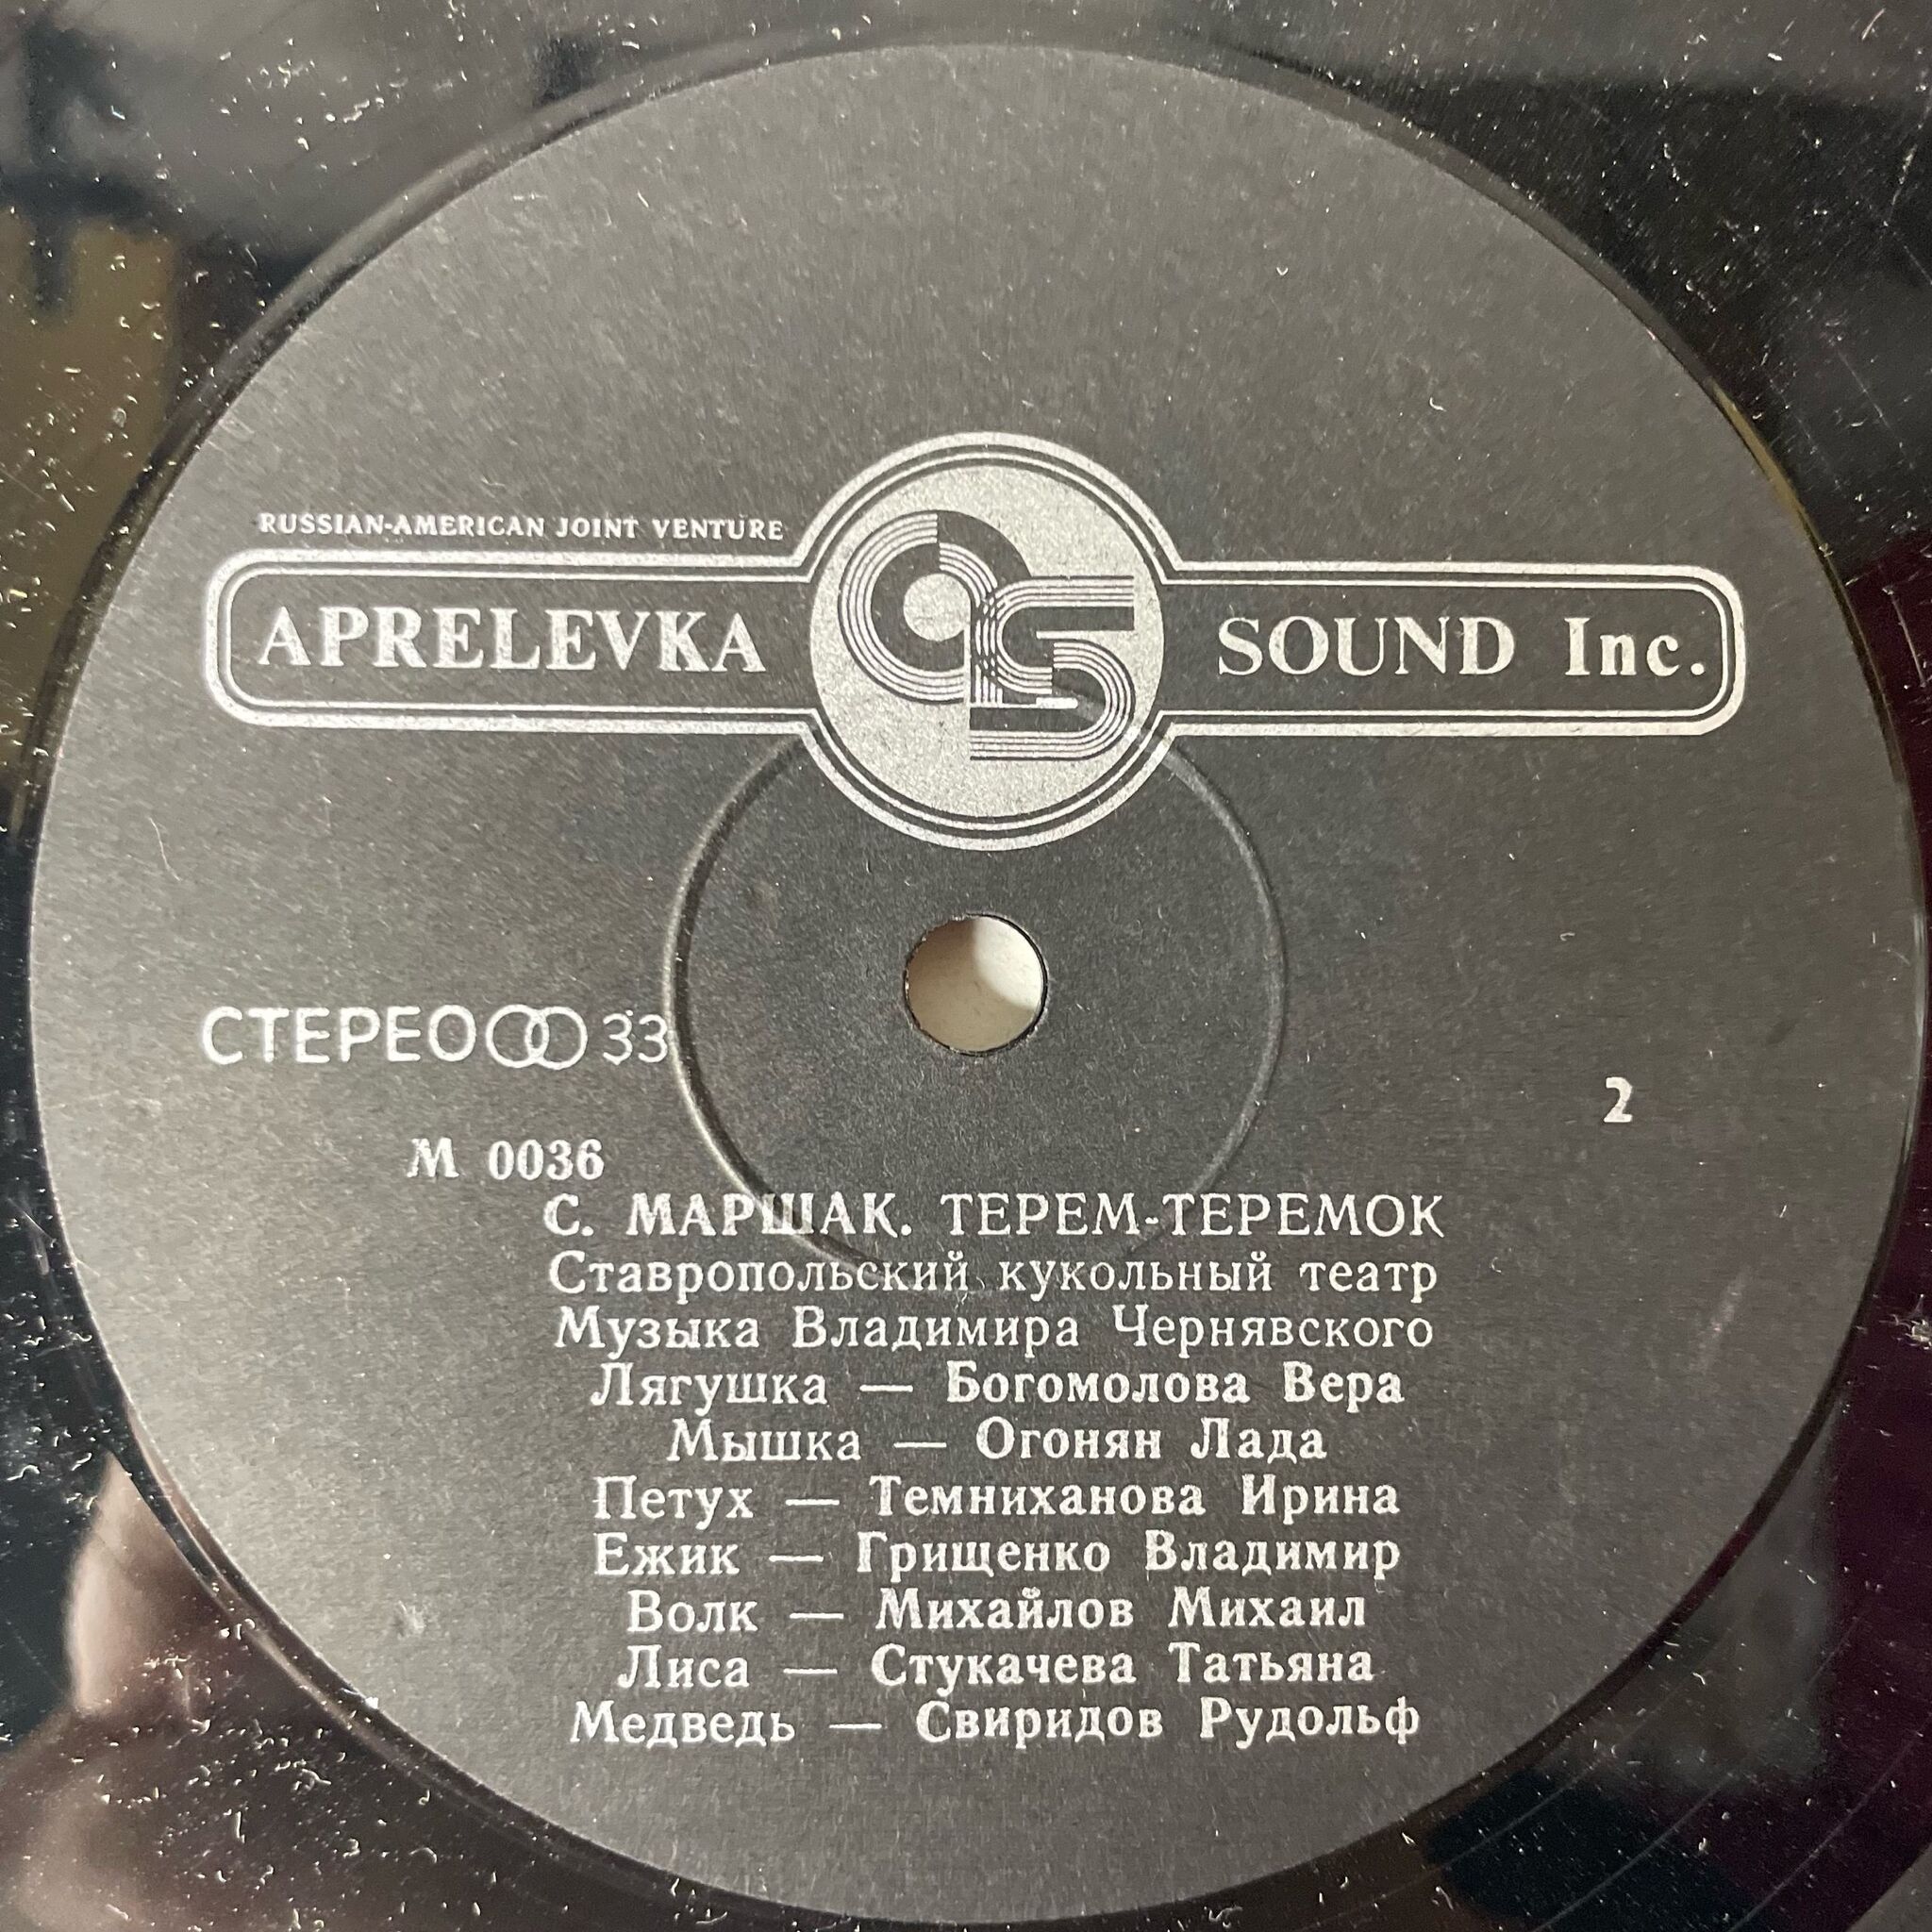 RUSSIAN-AMERICAN JOINT VENTURE
APRELEVKA SOUND Inc.
СТЕРЕО 33
2
М 0036
С. МАРШАК. ТЕРЕМ-ТЕРЕМОК
Ставропольский кукольный театр
Музыка Владимира Чернявского
Лягушка — Богомолова Вера
Мышка — Огонян Лада
Петух — Темниханова Ирина
Ежик — Грищенко Владимир
Волк — Михайлов Михаил
Лиса — Стукачева Татьяна
Медведь — Свиридов Рудольф